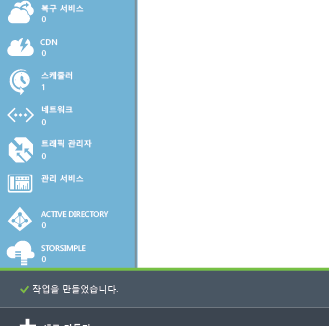 복구 서비스
0
CDN
0
스케줄러
1
네트워크
0
트래픽 관리자
0
관리 서비스
ACTIVE DIRECTORY
0
STORSIMPLE
0
작업을 만들었습니다.